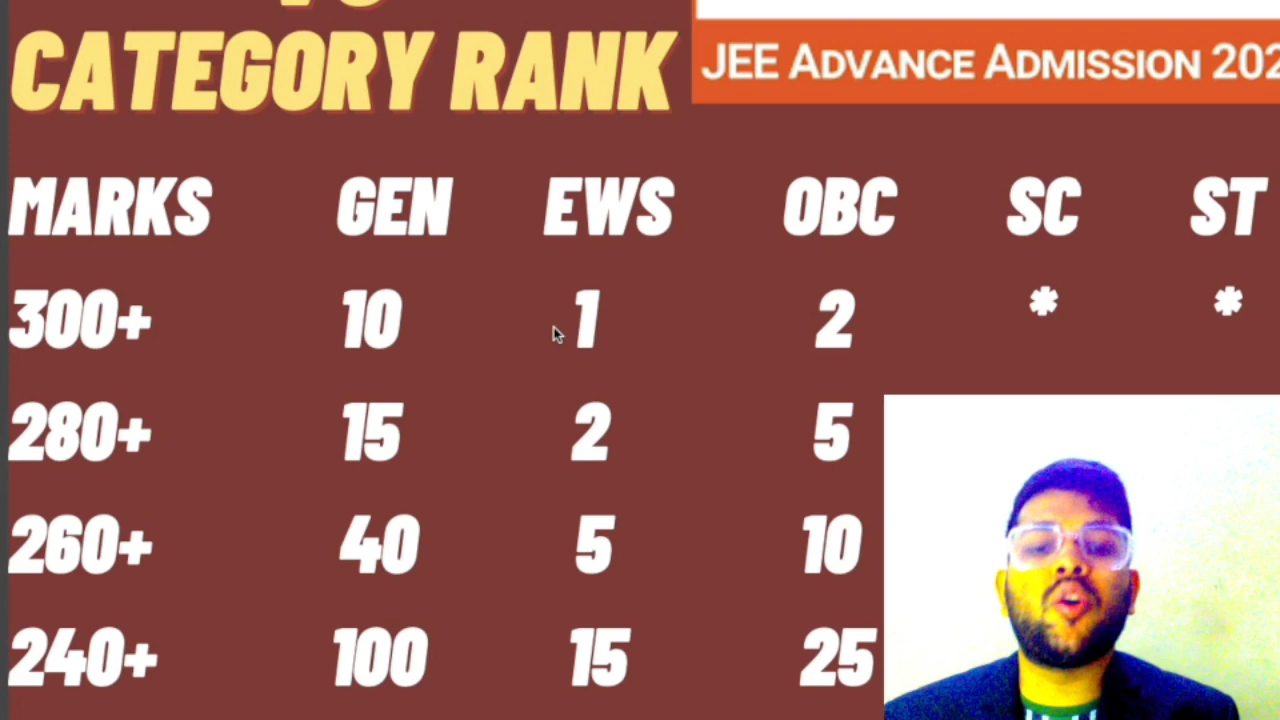 CATEGORY RANK
JEE ADVANCE ADMISSION 202
MARKS GEN EWS OBC SC ST
300+ 10 1 2 * *
280+ 15 2 5
260+ 40 5 10
240+ 100 15 25